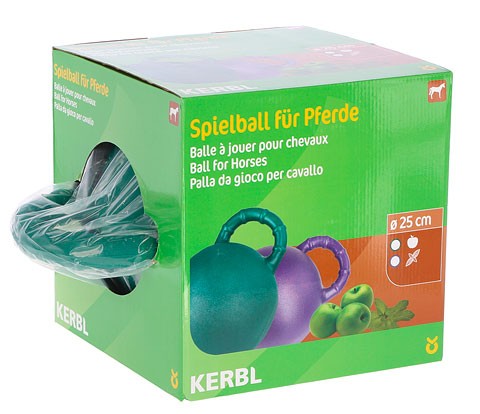 Spielball für Pferde
Balle à jouer pour chevaux
Ball for Horses
Palla da gioco per cavallo
ø 25 cm
KERBL
Spielball für Pferde
Balle à jouer pour chevaux
Ball for Horses
Palla da gioco per cavallo
KERBL